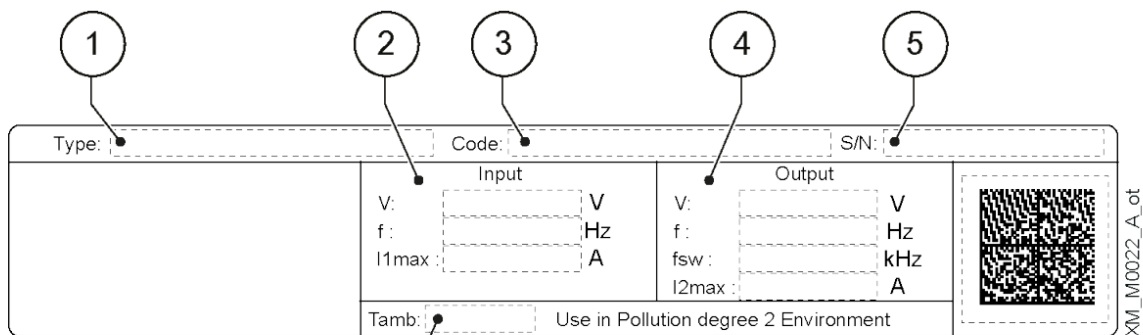 1 2 3 4 5
Type: Code: S/N:
Input Output
V: V V: V
f : Hz f : Hz
I1max : A fsw : kHz
I2max : A
Tamb: Use in Pollution degree 2 Environment
XM_M0022_A_ot